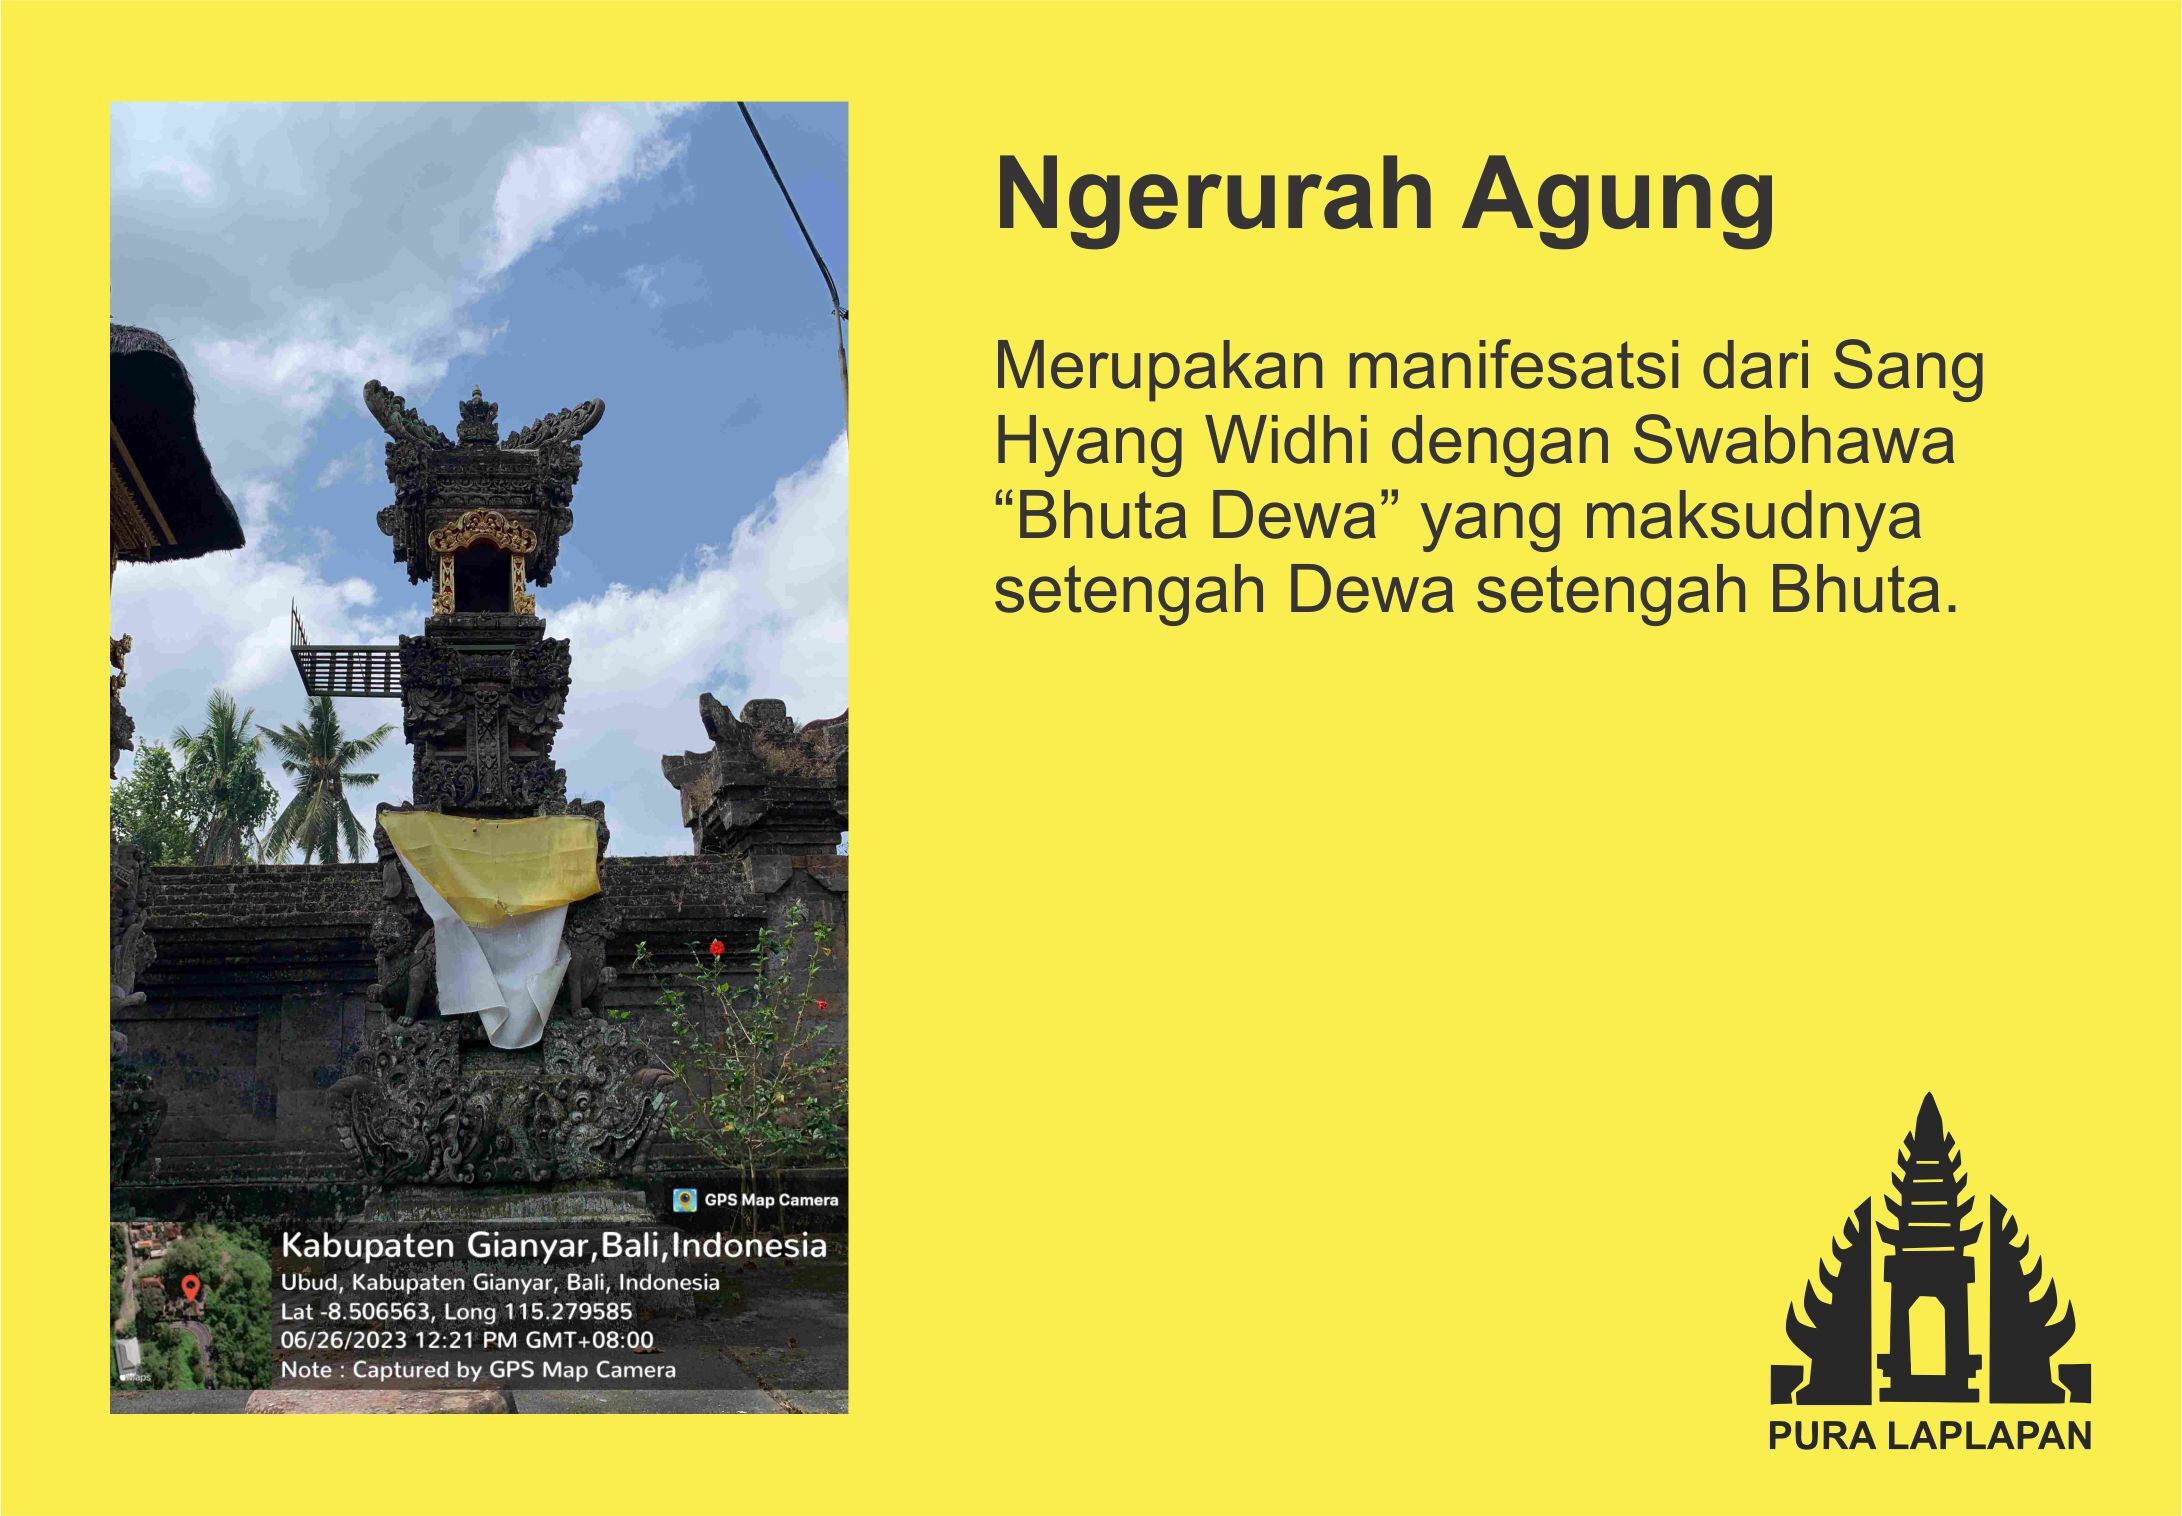 Ngerurah Agung
Merupakan manifesatsi dari Sang
Hyang Widhi dengan Swabhawa
“Bhuta Dewa” yang maksudnya
setengah Dewa setengah Bhuta.
GPS Map Camera
Kabupaten Gianyar,Bali,Indonesia
Ubud, Kabupaten Gianyar, Bali, Indonesia
Lat -8.506563, Long 115.279585
06/26/2023 12:21 PM GMT+08:00
Note : Captured by GPS Map Camera
Maps
PURA LAPLAPAN